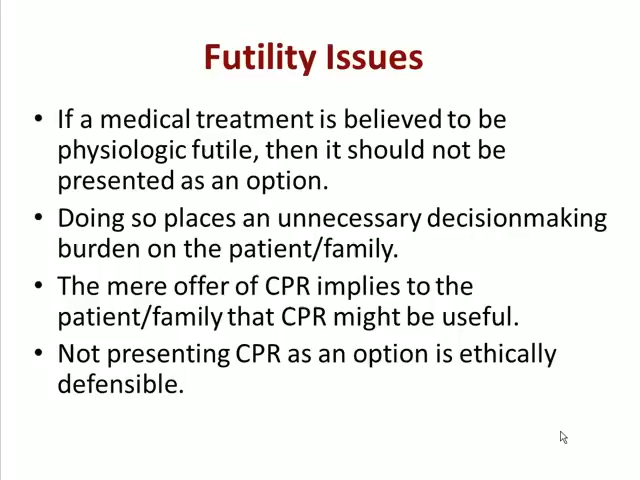 Futility Issues
• If a medical treatment is believed to be
physiologic futile, then it should not be
presented as an option.
• Doing so places an unnecessary decisionmaking
burden on the patient/family.
• The mere offer of CPR implies to the
patient/family that CPR might be useful.
• Not presenting CPR as an option is ethically
defensible.